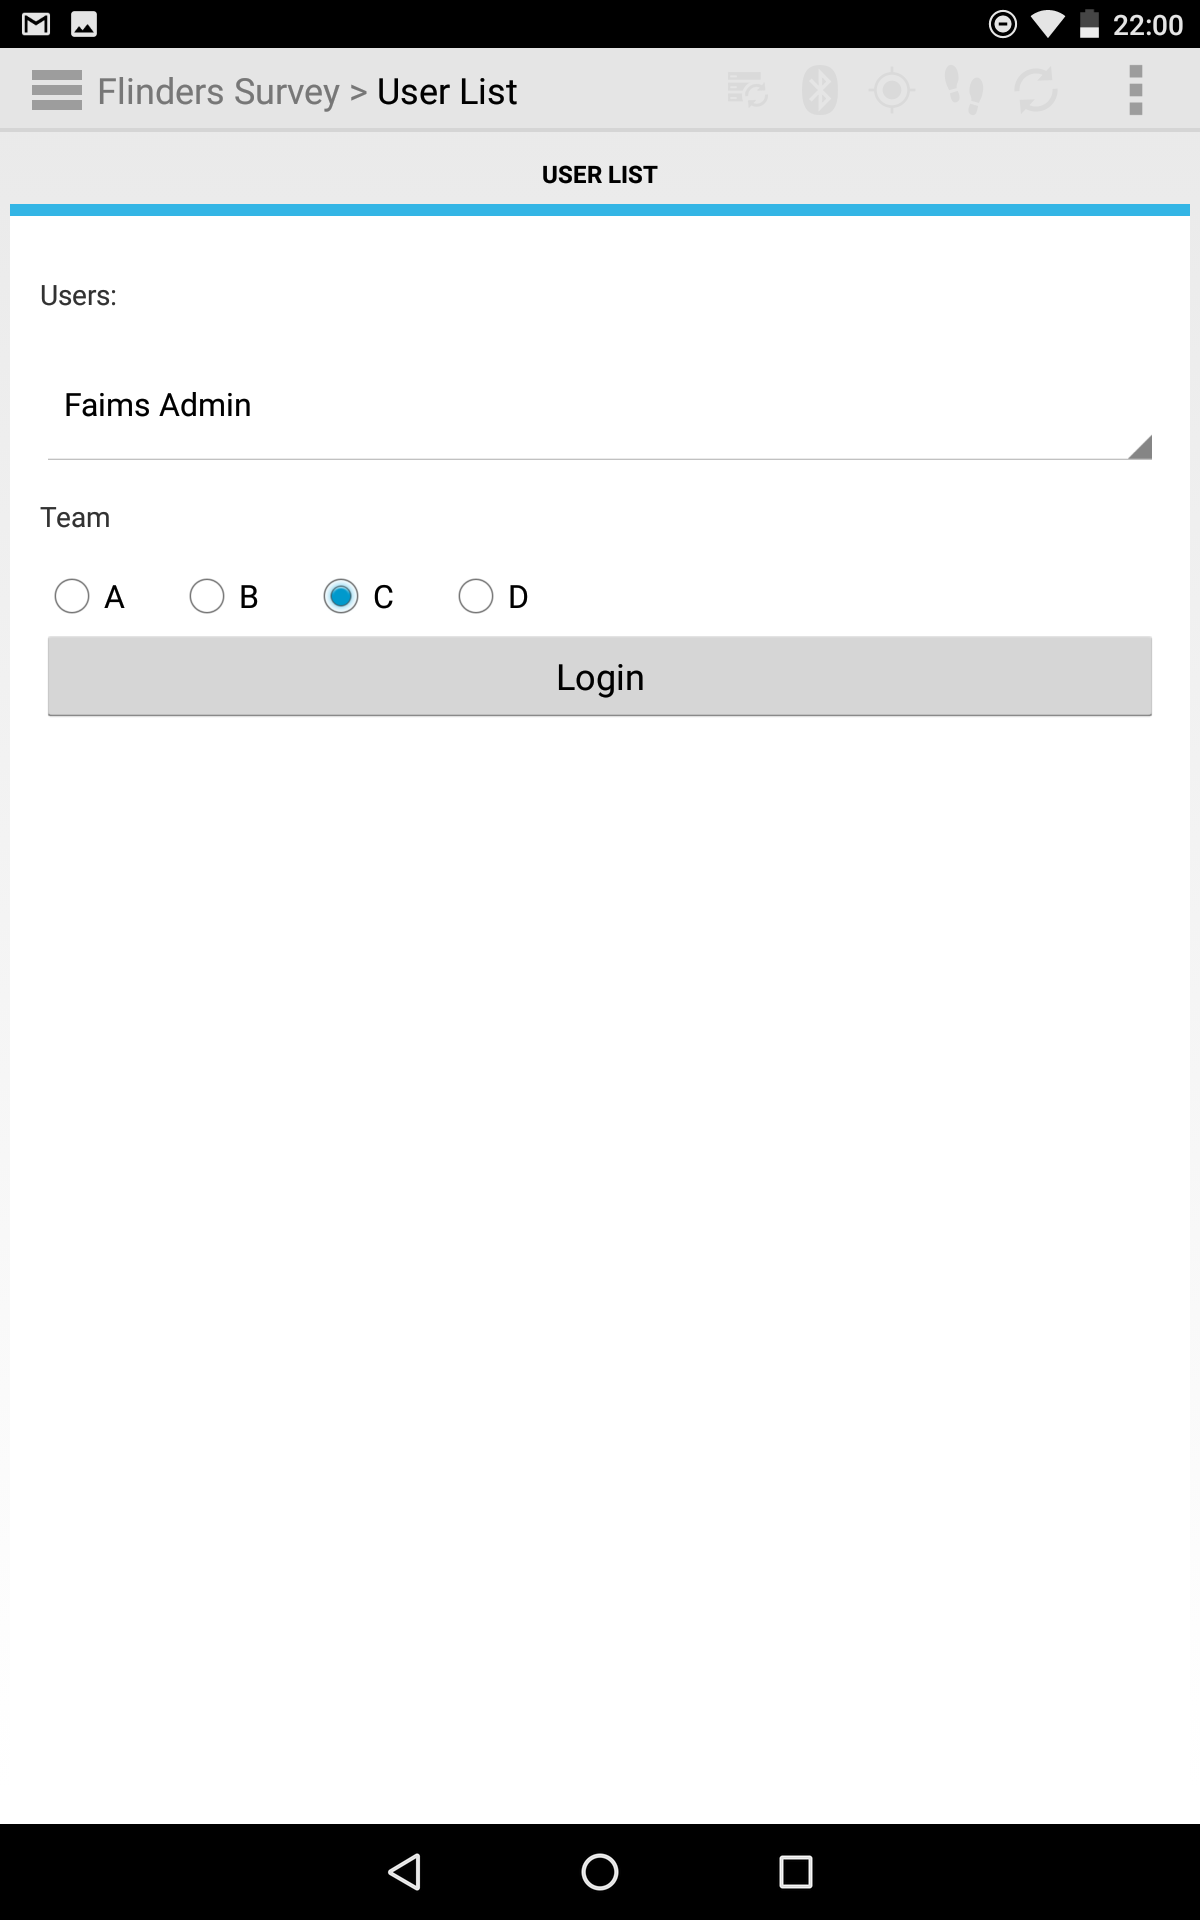 22:00
Flinders Survey > User List
USER LIST
Users:
Faims Admin
Team
A B C D
Login